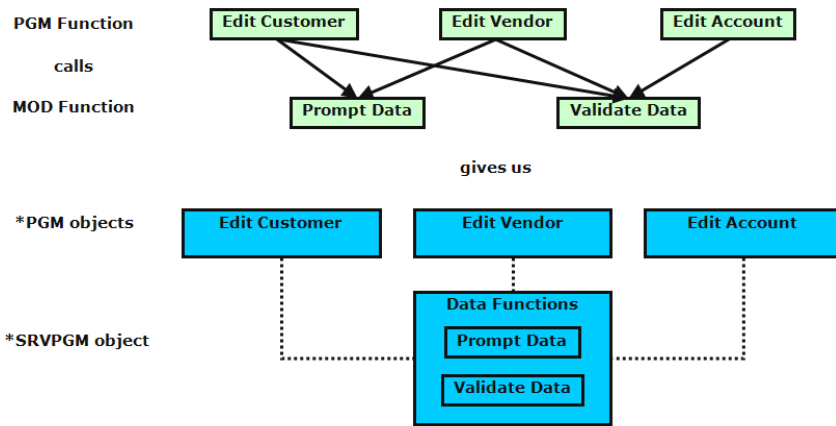 PGM Function
Edit Customer
Edit Vendor
Edit Account
calls
MOD Function
Prompt Data
Validate Data
gives us
*PGM objects
Edit Customer
Edit Vendor
Edit Account
*SRVPGM object
Data Functions
Prompt Data
Validate Data